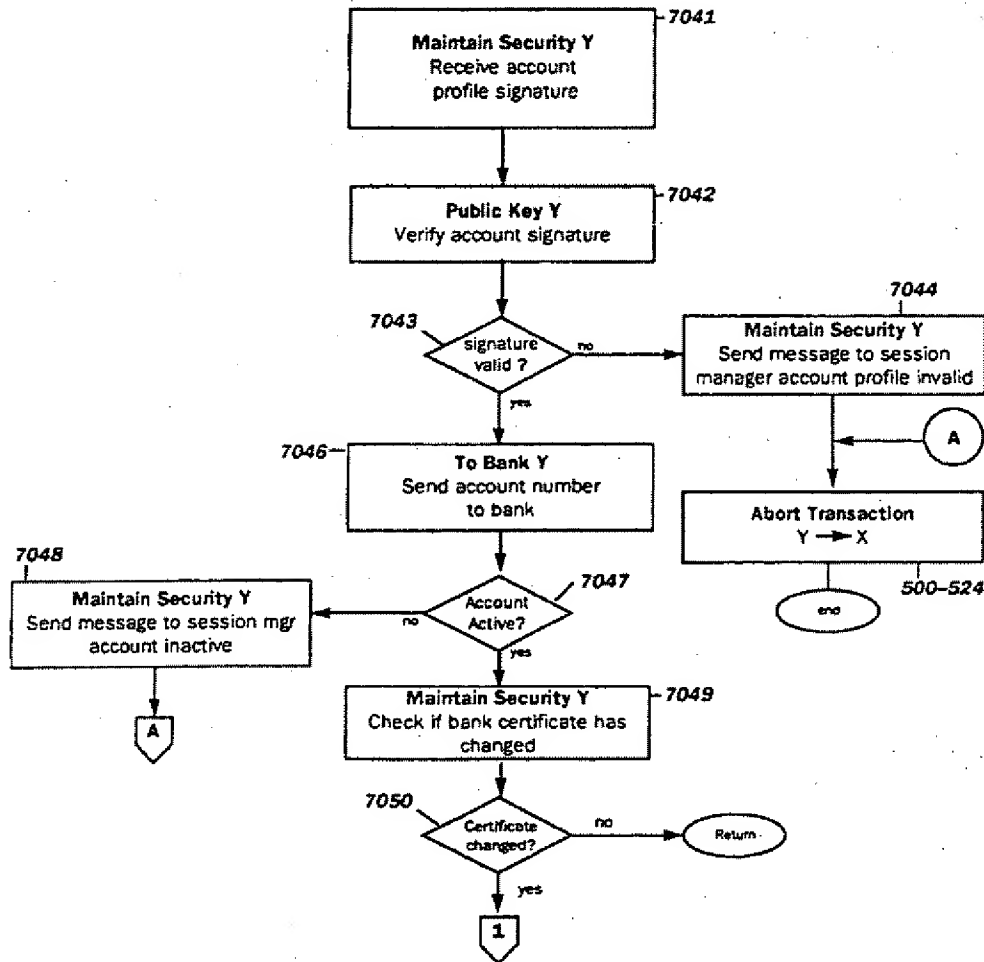 7041
Maintain Security Y
Receive account
profile signature
7042
Public Key Y
Verify account signature
7043
signature
valid ?
no
yes
7044
Maintain Security Y
Send message to session
manager account profile invalid
A
7046
To Bank Y
Send account number
to bank
Abort Transaction
Y → X
500-524
end
7048
Maintain Security Y
Send message to session mgr
account inactive
A
7047
Account
Active?
no
yes
7049
Maintain Security Y
Check if bank certificate has
changed
7050
Certificate
changed?
no
Return
yes
1